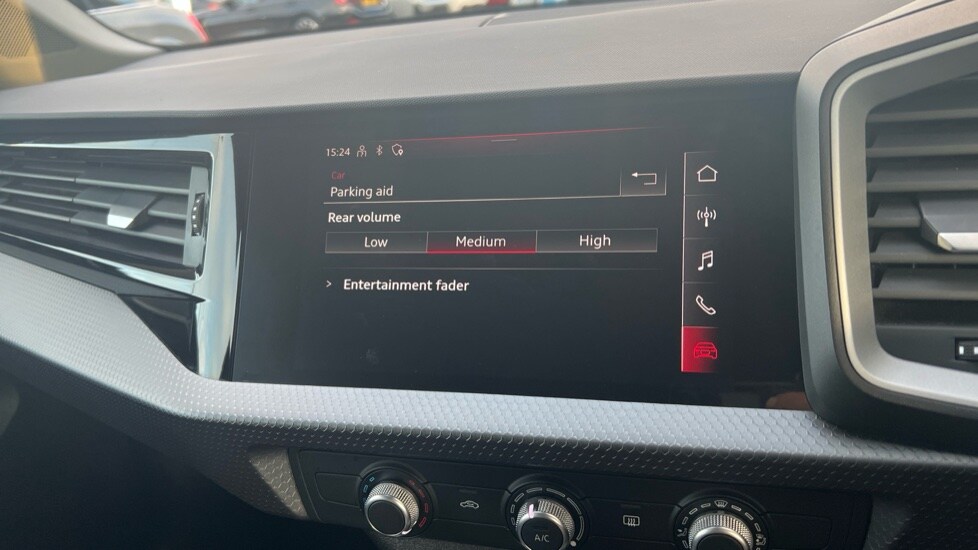 15:24
Car
Parking aid
Rear volume
Low Medium High
> Entertainment fader
A/C